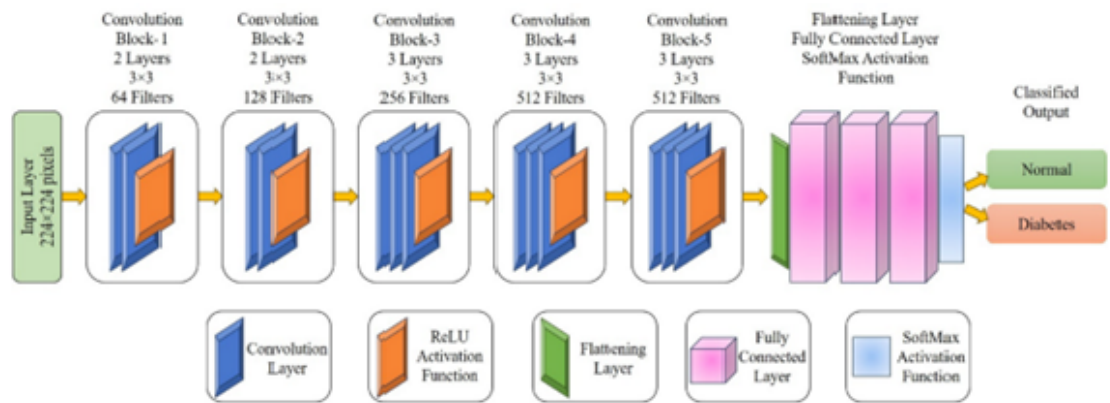 Convolution
Block-1
2 Layers
3×3
64 Filters
Convolution
Block-2
2 Layers
3×3
128 Filters
Convolution
Block-3
3 Layers
3×3
256 Filters
Convolution
Block-4
3 Layers
3×3
512 Filters
Convolution
Block-5
3 Layers
3×3
512 Filters
Flattening Layer
Fully Connected Layer
SoftMax Activation
Function
Classified
Output
Input Layer
224×224 pixels
Normal
Diabetes
Convolution
Layer
ReLU
Activation
Function
Flattening
Layer
Fully
Connected
Layer
SoftMax
Activation
Function